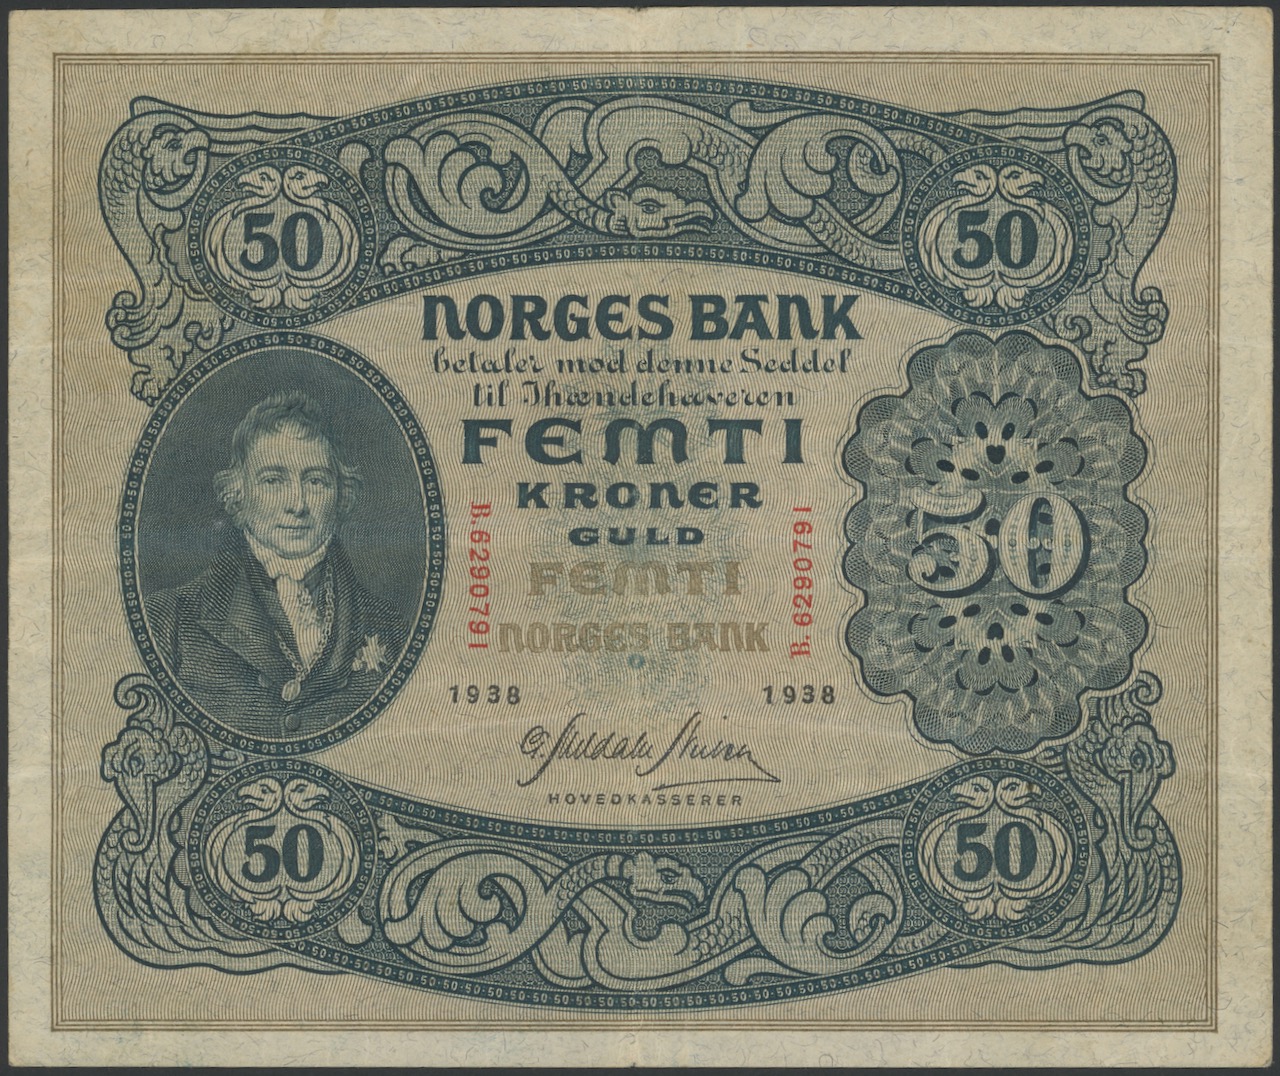 50 50
NORGES BANK
betaler mod denne Seddel
til Ihændehaveren
FEMTI
KRONER
GULD
50
FEMTI
NORGES BANK
B.6290791
B.6290791
1938 1938
HOVEDKASSERER
50 50